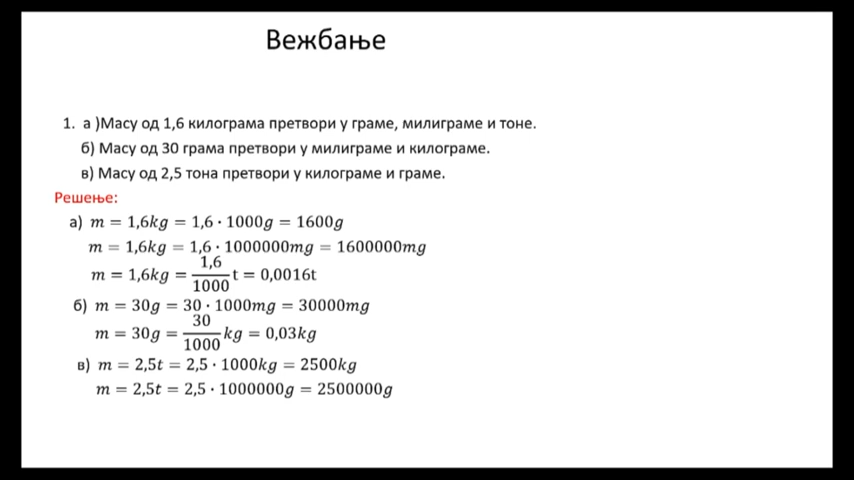 Вежбање
1. а )Масу од 1,6 килограма претвори у граме, милиграме и тоне.
б) Масу од 30 грама претвори у милиграме и килограме.
в) Масу од 2,5 тона претвори у килограме и граме.
Решење:
а) m = 1,6kg = 1,6 · 1000g = 1600g
m = 1,6kg = 1,6 · 1000000mg = 1600000mg
m = 1,6kg = 1,6/1000 t = 0,0016t
б) m = 30g = 30 · 1000mg = 30000mg
m = 30g = 30/1000 kg = 0,03kg
в) m = 2,5t = 2,5 · 1000kg = 2500kg
m = 2,5t = 2,5 · 1000000g = 2500000g